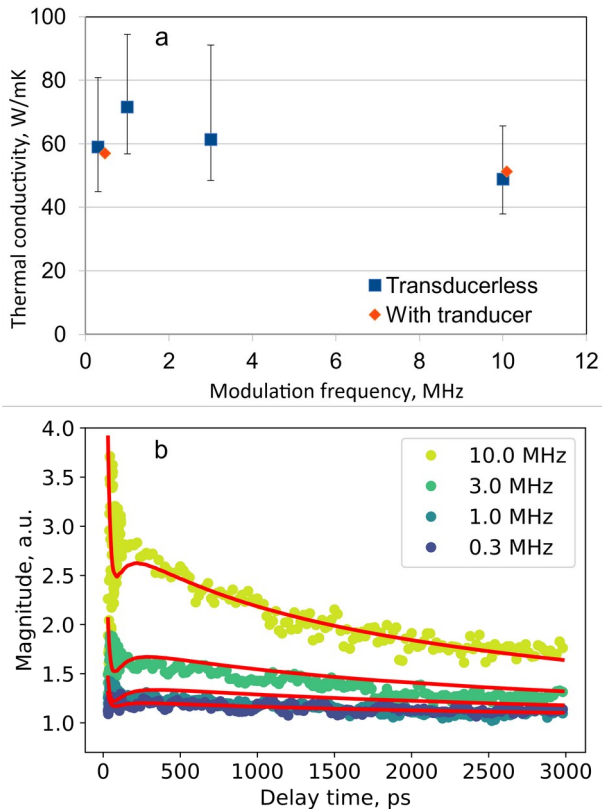 a
Thermal conductivity, W/mK
100
80
60
40
20
0
Transducerless
With tranducer
0 2 4 6 8 10 12
Modulation frequency, MHz
b
Magnitude, a.u.
4.0
3.5
3.0
2.5
2.0
1.5
1.0
10.0 MHz
3.0 MHz
1.0 MHz
0.3 MHz
0 500 1000 1500 2000 2500 3000
Delay time, ps